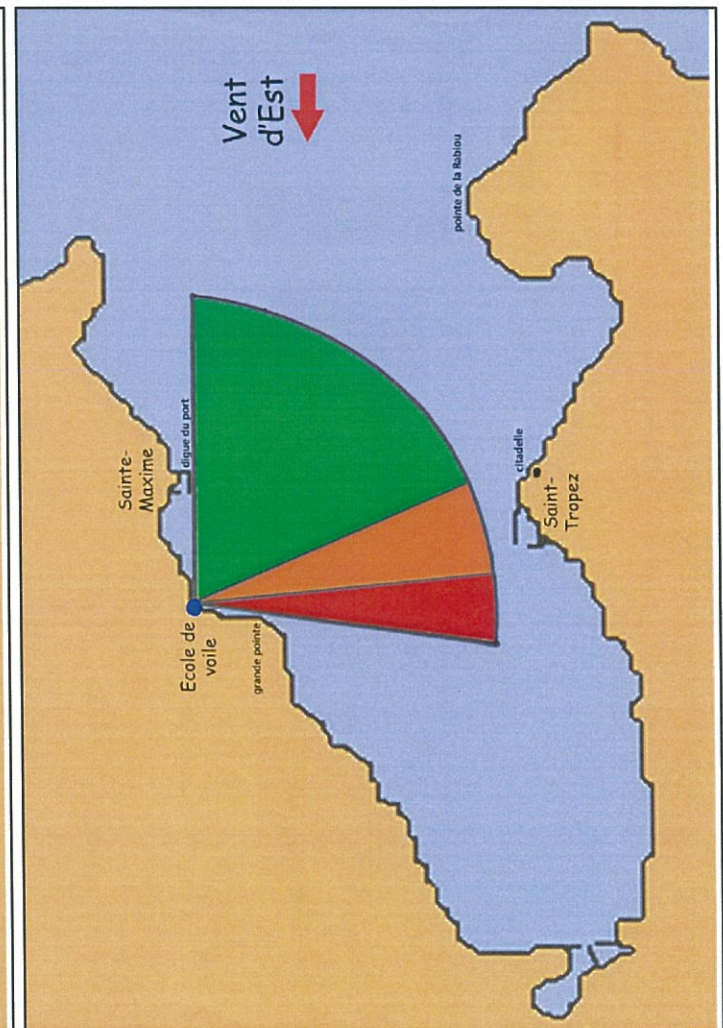 Vent
d'Est
pointe de la Rabiou
digue du port
Sainte-
Maxime
citadelle
Saint-
Tropez
Ecole de
voile
grande pointe